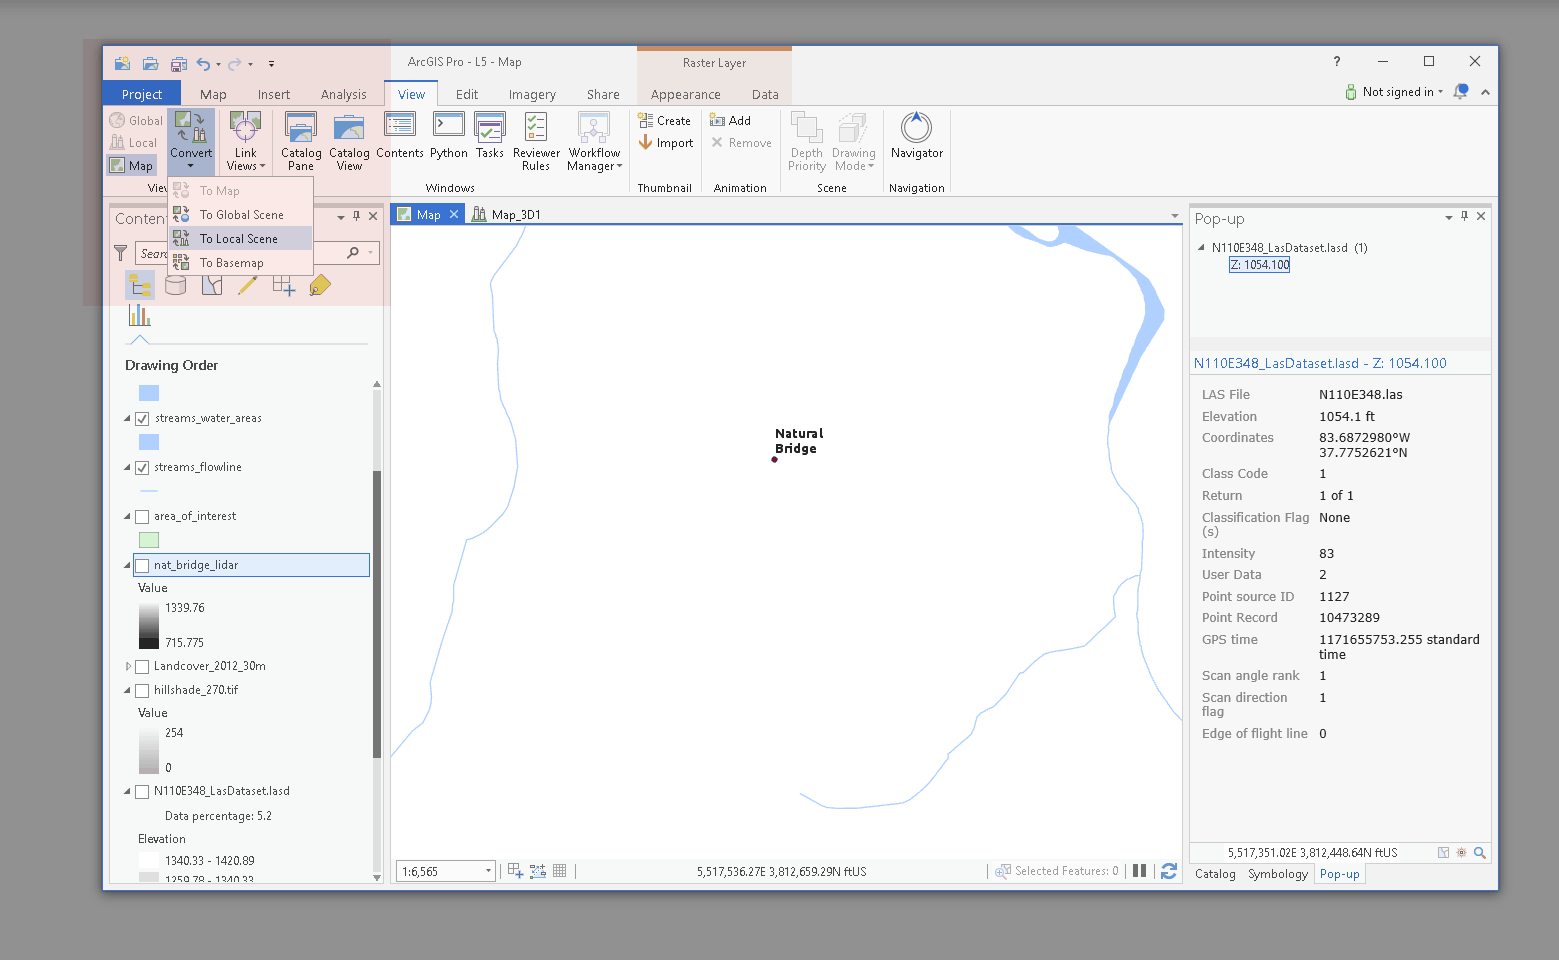 ArcGIS Pro - L5 - Map
Raster Layer
?
Project
Map
Insert
Analysis
View
Edit
Imagery
Share
Appearance
Data
Not signed in
Global
Local
Map
Convert
Link
Views
Catalog
Pane
Catalog
View
Contents
Python
Tasks
Reviewer
Rules
Workflow
Manager
Create
Import
Add
Remove
Depth
Priority
Drawing
Mode
Navigator
Windows
Thumbnail
Animation
Scene
Navigation
To Map
To Global Scene
To Local Scene
To Basemap
Map
Map_3D1
Drawing Order
streams_water_areas
streams_flowline
area_of_interest
nat_bridge_lidar
Value
1339.76
715.775
Landcover_2012_30m
hillshade_270.tif
Value
254
0
N110E348_LasDataset.lasd
Data percentage: 5.2
Elevation
1340.33 - 1420.89
1259.78 - 1340.33
Natural
Bridge
1:6,565
5,517,536.27E 3,812,659.29N ftUS
Selected Features: 0
Pop-up
N110E348_LasDataset.lasd (1)
Z: 1054.100
N110E348_LasDataset.lasd - Z: 1054.100
LAS File N110E348.las
Elevation 1054.1 ft
Coordinates 83.6872980°W
37.7752621°N
Class Code 1
Return 1 of 1
Classification Flag None
(s)
Intensity 83
User Data 2
Point source ID 1127
Point Record 10473289
GPS time 1171655753.255 standard
time
Scan angle rank 1
Scan direction 1
flag
Edge of flight line 0
5,517,351.02E 3,812,448.64N ftUS
Catalog Symbology Pop-up